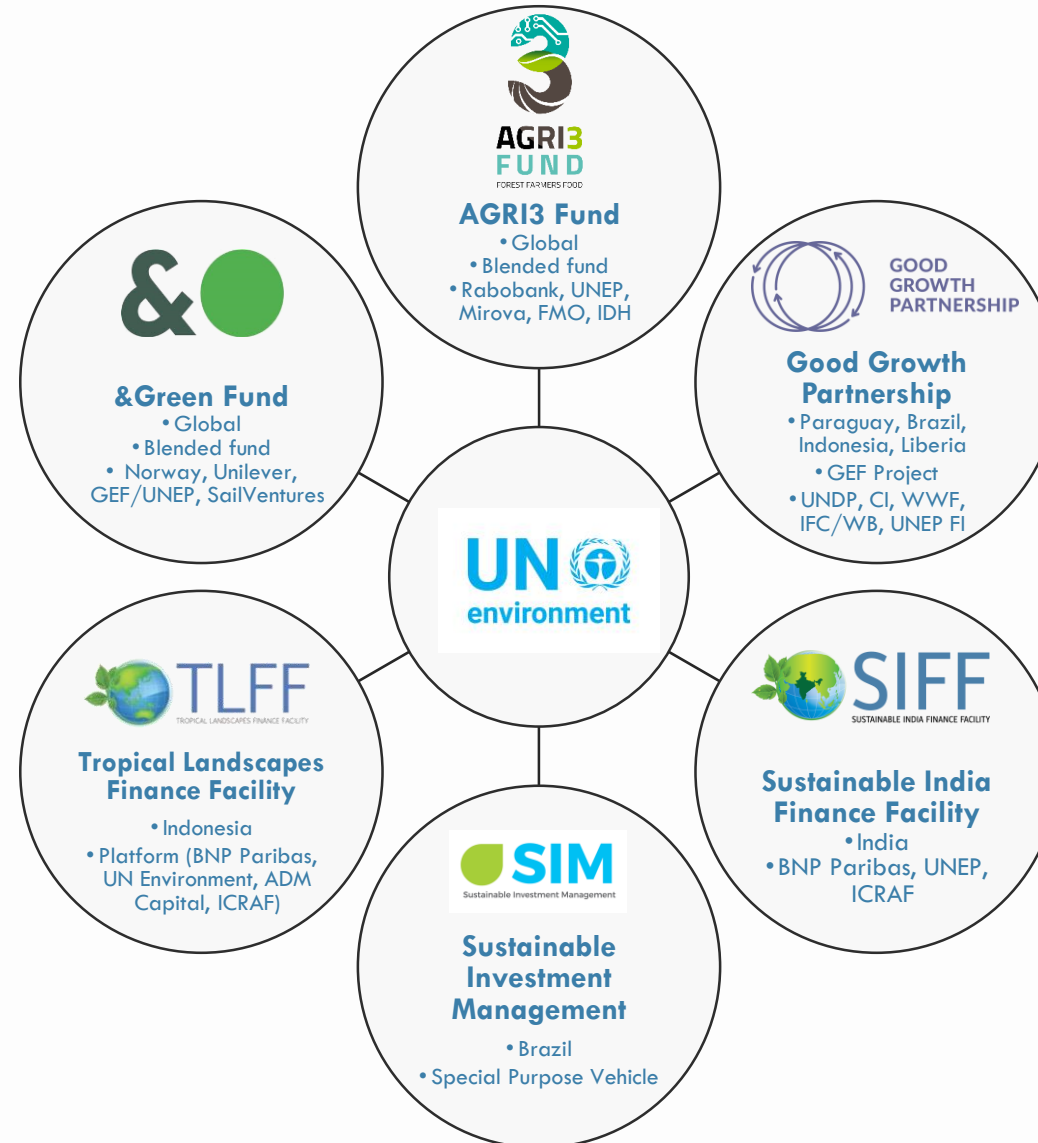 AGRI3
FUND
FOREST FARMERS FOOD
AGRI3 Fund
• Global
• Blended fund
• Rabobank, UNEP,
Mirova, FMO, IDH
&
&Green Fund
• Global
• Blended fund
• Norway, Unilever,
GEF/UNEP, SailVentures
GOOD
GROWTH
PARTNERSHIP
Good Growth
Partnership
• Paraguay, Brazil,
Indonesia, Liberia
• GEF Project
• UNDP, CI, WWF,
IFC/WB, UNEP FI
UN
environment
TLFF
TROPICAL LANDSCAPES FINANCE FACILITY
Tropical Landscapes
Finance Facility
• Indonesia
• Platform (BNP Paribas,
UN Environment, ADM
Capital, ICRAF)
SIFF
SUSTAINABLE INDIA FINANCE FACILITY
Sustainable India
Finance Facility
• India
• BNP Paribas, UNEP,
ICRAF
SIM
Sustainable Investment Management
Sustainable
Investment
Management
• Brazil
• Special Purpose Vehicle